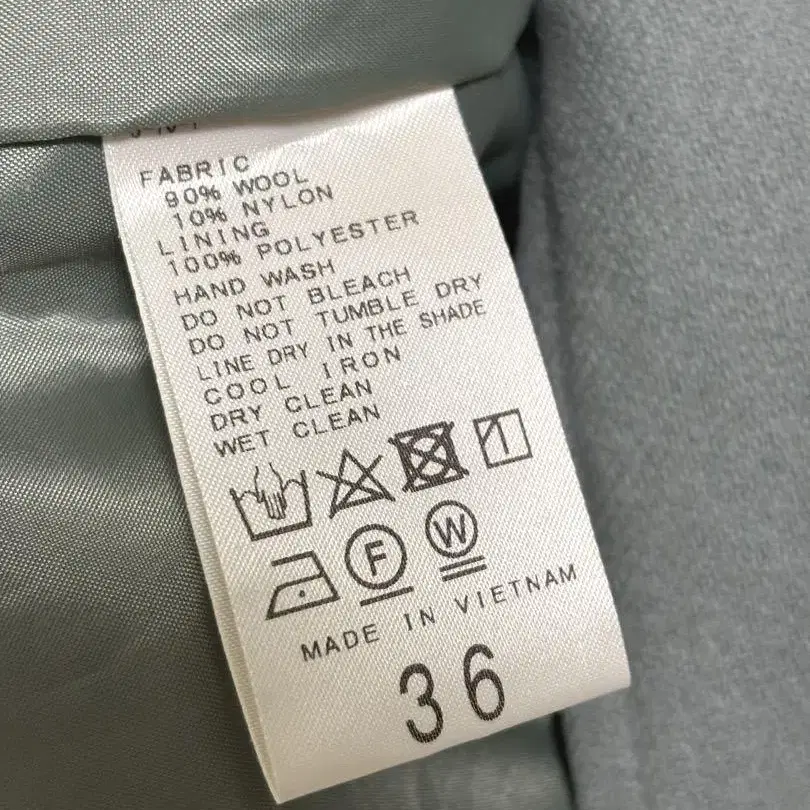 FABRIC
90% WOOL
10% NYLON
LINING
100% POLYESTER
HAND WASH
DO NOT BLEACH
DO NOT TUMBLE DRY
LINE DRY IN THE SHADE
COOL IRON
DRY CLEAN
WET CLEAN
F W
MADE IN VIETNAM
36